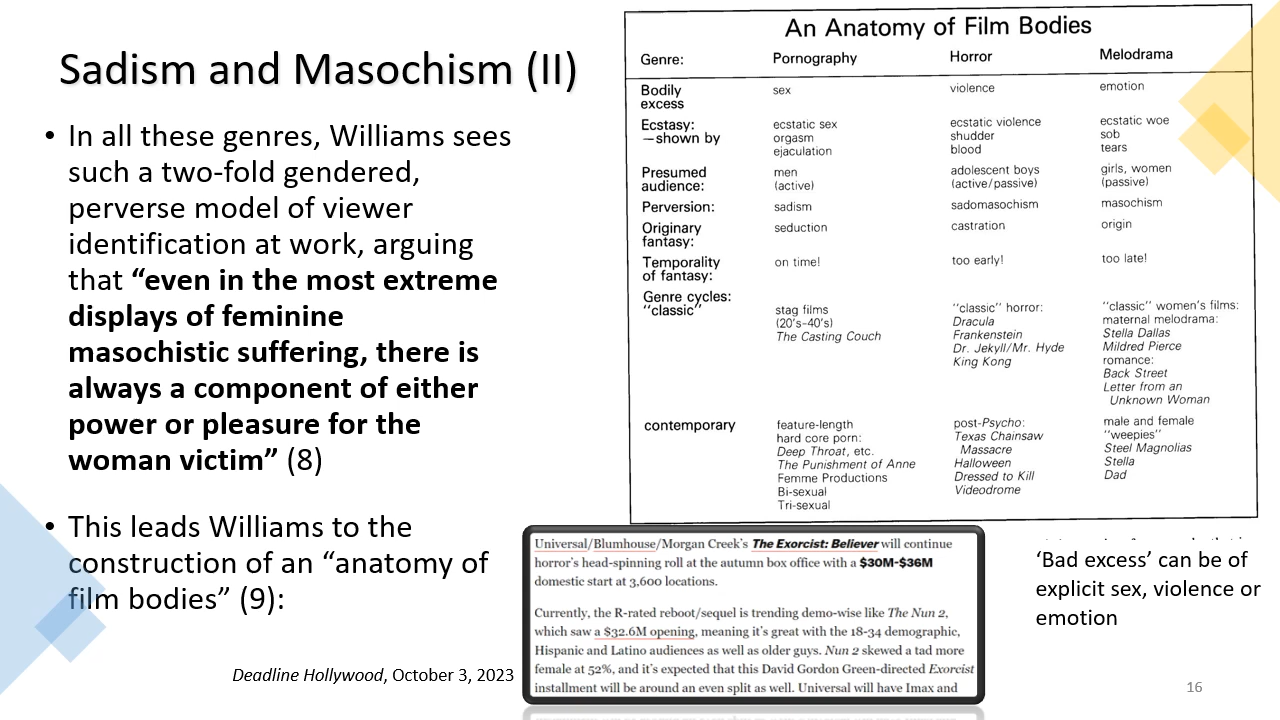 Sadism and Masochism (II)
• In all these genres, Williams sees
such a two-fold gendered,
perverse model of viewer
identification at work, arguing
that “even in the most extreme
displays of feminine
masochistic suffering, there is
always a component of either
power or pleasure for the
woman victim” (8)
• This leads Williams to the
construction of an “anatomy of
film bodies” (9):
Deadline Hollywood, October 3, 2023
An Anatomy of Film Bodies
Genre: Pornography Horror Melodrama
Bodily sex violence emotion
excess
Ecstasy: ecstatic sex ecstatic violence ecstatic woe
—shown by orgasm shudder sob
ejaculation blood tears
Presumed men adolescent boys girls, women
audience: (active) (active/passive) (passive)
Perversion: sadism sadomasochism masochism
Originary seduction castration origin
fantasy:
Temporality on time! too early! too late!
of fantasy:
Genre cycles:
"classic" stag films "classic" horror: "classic" women's films:
(20's-40's) Dracula maternal melodrama:
The Casting Couch Frankenstein Stella Dallas
Dr. Jekyll/Mr. Hyde Mildred Pierce
King Kong romance:
Back Street
Letter from an
Unknown Woman
contemporary feature-length post-Psycho: male and female
hard core porn: Texas Chainsaw "weepies"
Deep Throat, etc. Massacre Steel Magnolias
The Punishment of Anne Halloween Stella
Femme Productions Dressed to Kill Dad
Bi-sexual Videodrome
Tri-sexual
Universal/Blumhouse/Morgan Creek's The Exorcist: Believer will continue
horror's head-spinning roll at the autumn box office with a $30M-$36M
domestic start at 3,600 locations.
Currently, the R-rated reboot/sequel is trending demo-wise like The Nun 2,
which saw a $32.6M opening, meaning it's great with the 18-34 demographic,
Hispanic and Latino audiences as well as older guys. Nun 2 skewed a tad more
female at 52%, and it's expected that this David Gordon Green-directed Exorcist
installment will be around an even split as well. Universal will have Imax and
‘Bad excess’ can be of
explicit sex, violence or
emotion
16